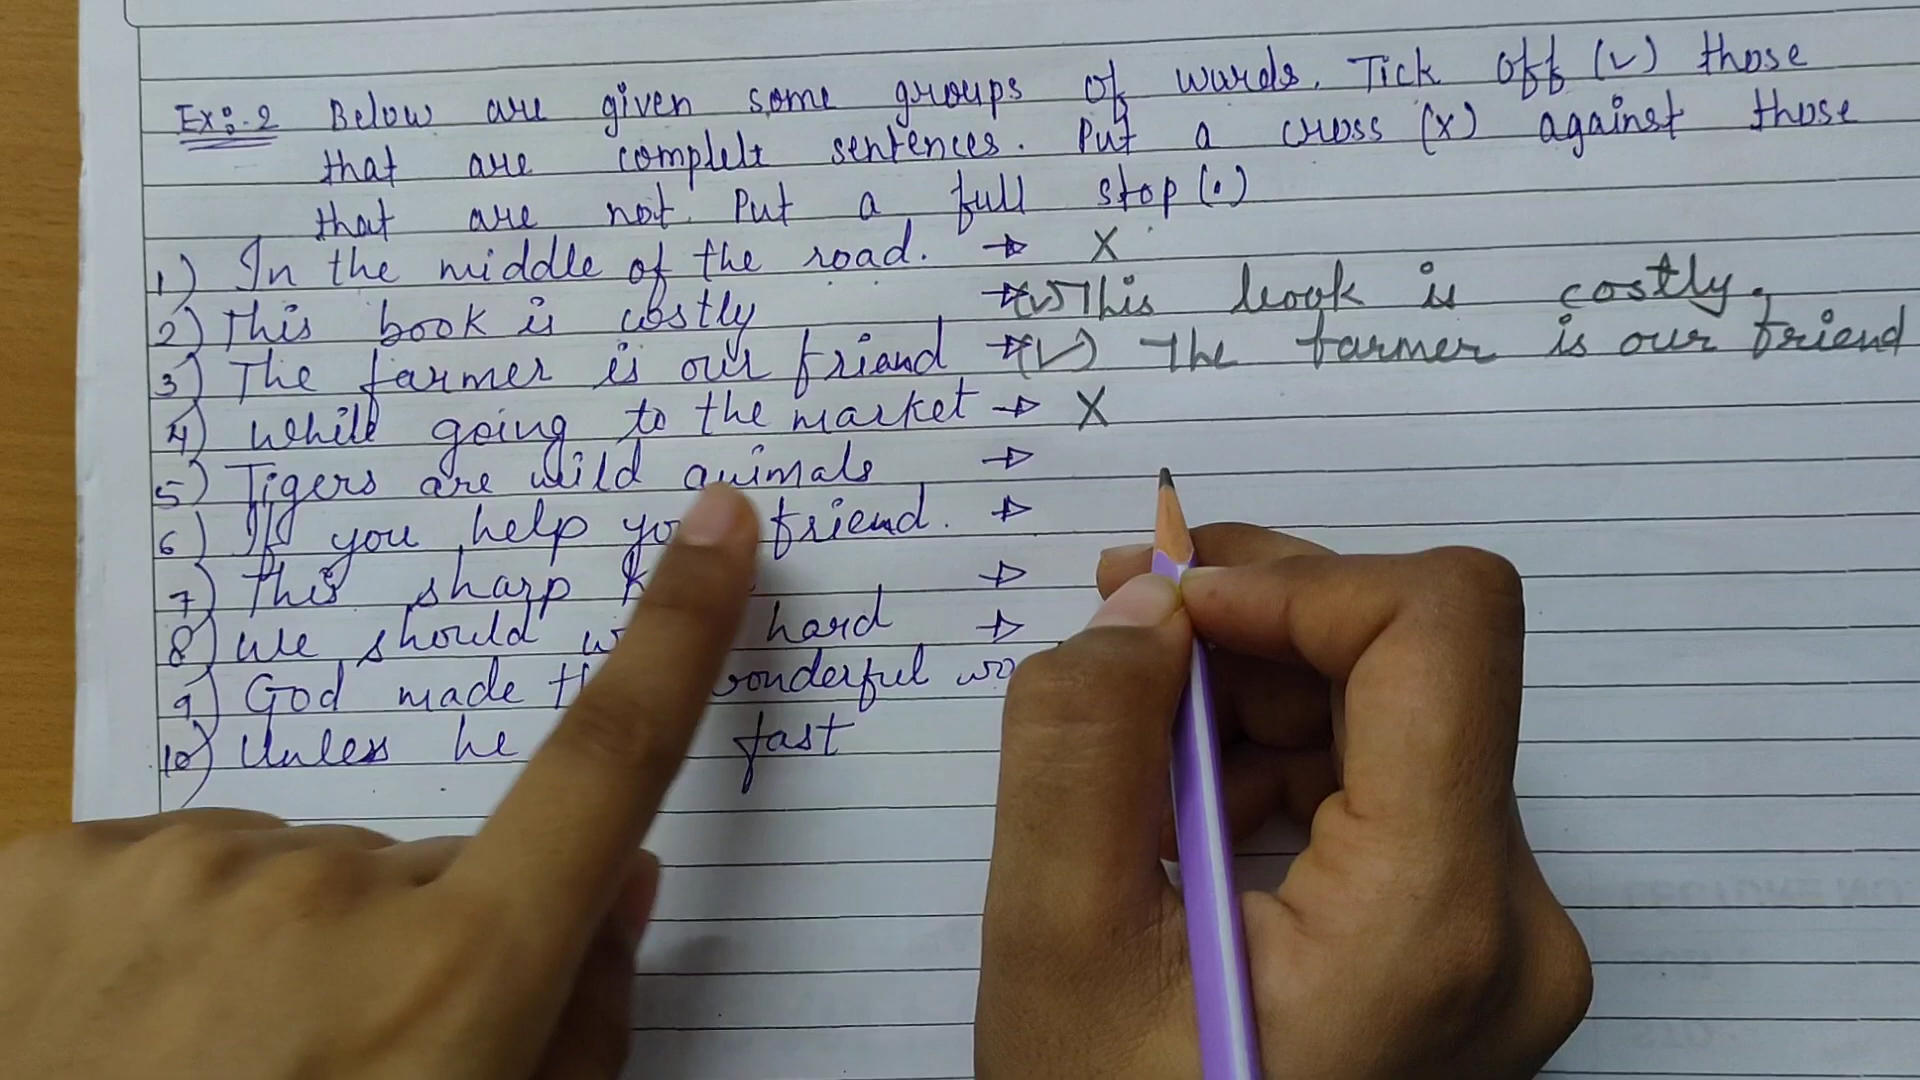 Ex:-2 Below are given some groups of words. Tick off (✓) those
that are complete sentences. Put a cross (X) against those
that are not. Put a full stop (.)
1) In the middle of the road. → X
2) This book is costly → (✓) This book is costly.
3) The farmer is our friend → (✓) The farmer is our friend
4) While going to the market → X
5) Tigers are wild animals →
6) If you help friend. →
7) This sharp →
8) We should hard →
9) God made wonderful
10) Unless he fast